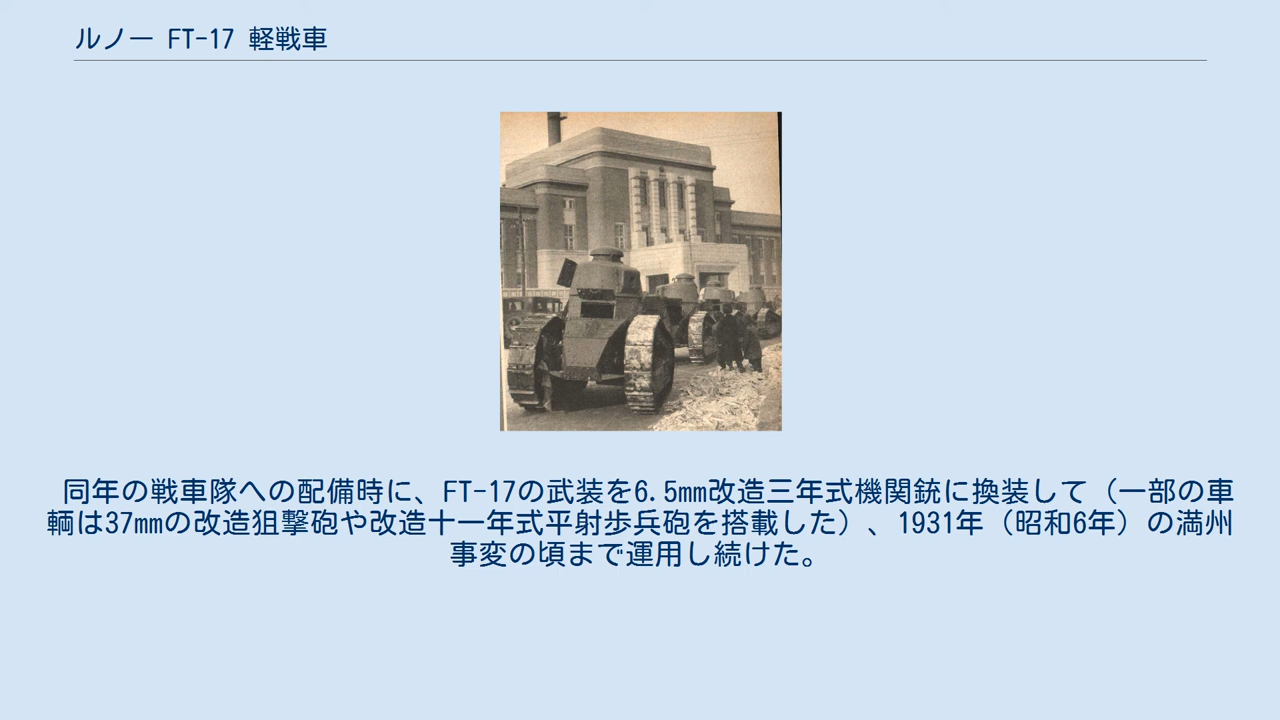 ルノー FT-17 軽戦車
同年の戦車隊への配備時に、FT-17の武装を6.5mm改造三年式機関銃に換装して（一部の車
輌は37mmの改造狙撃砲や改造十一年式平射歩兵砲を搭載した）、1931年（昭和6年）の満州
事変の頃まで運用し続けた。